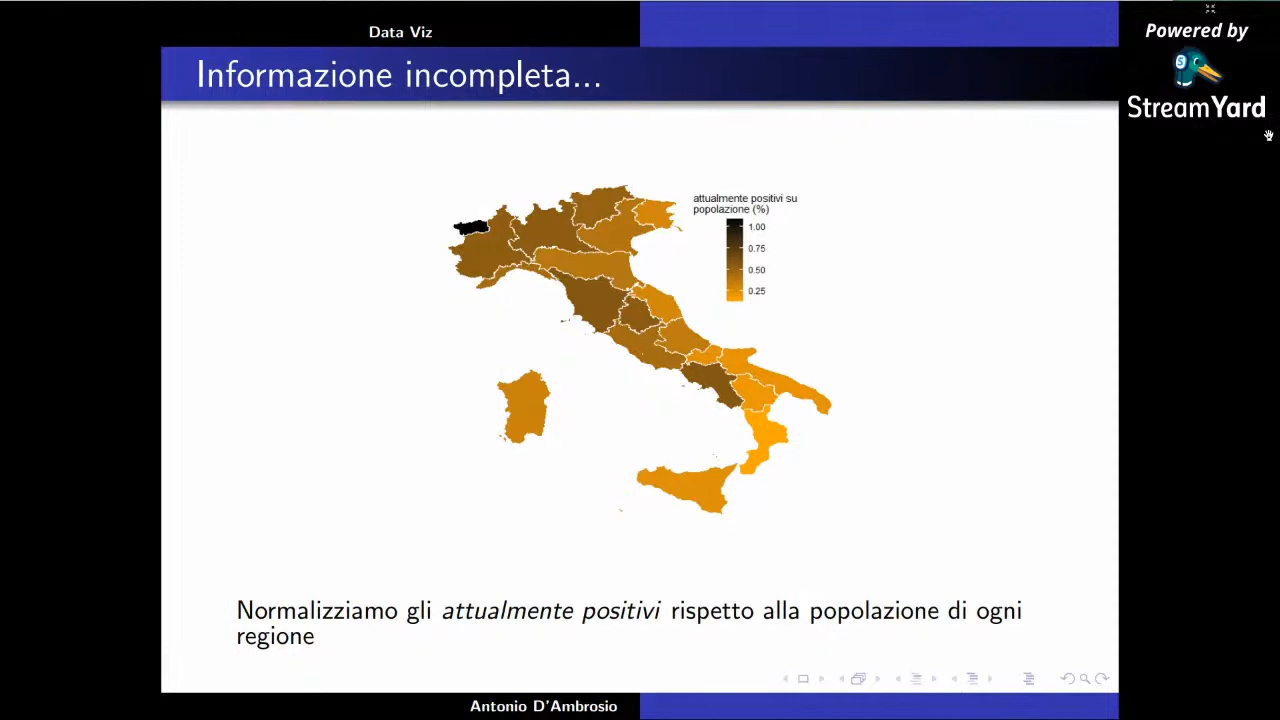 Data Viz
Powered by
StreamYard
Informazione incompleta...
attualmente positivi su
popolazione (%)
1.00
0.75
0.50
0.25
Normalizziamo gli attualmente positivi rispetto alla popolazione di ogni
regione
Antonio D'Ambrosio